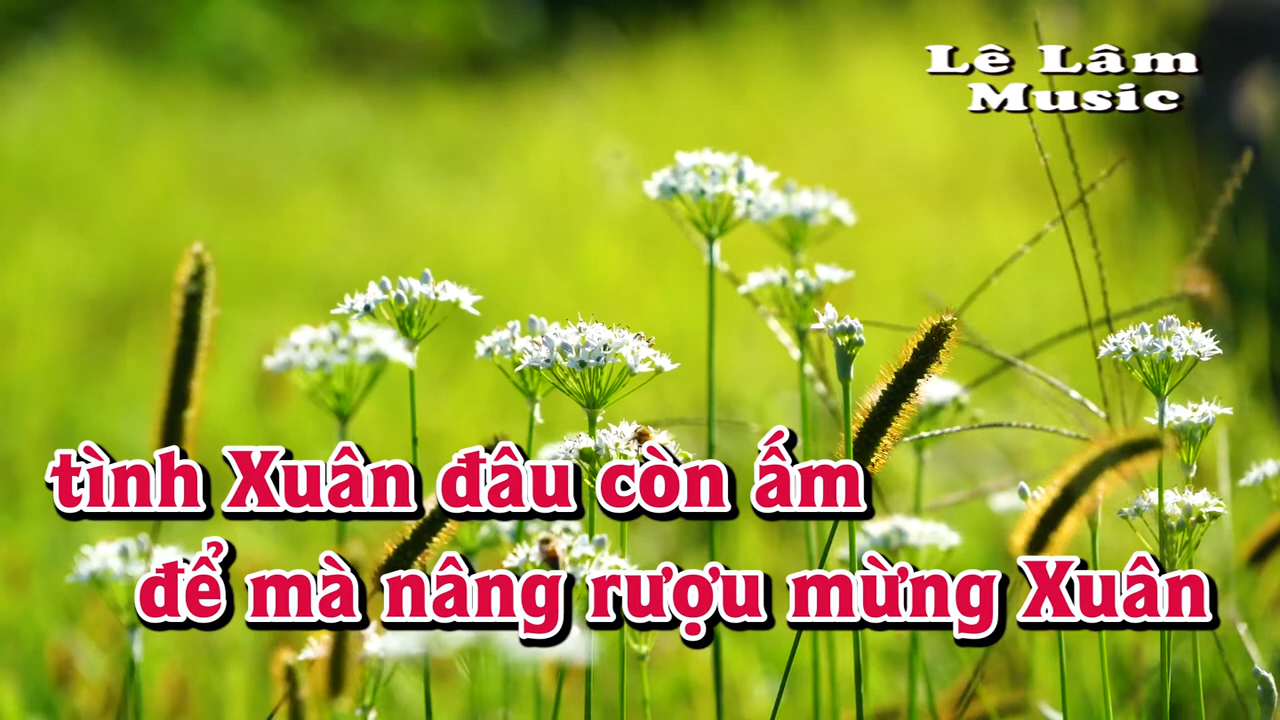 Lê Lâm
Music
tình Xuân đâu còn ấm
để mà nâng rượu mừng Xuân